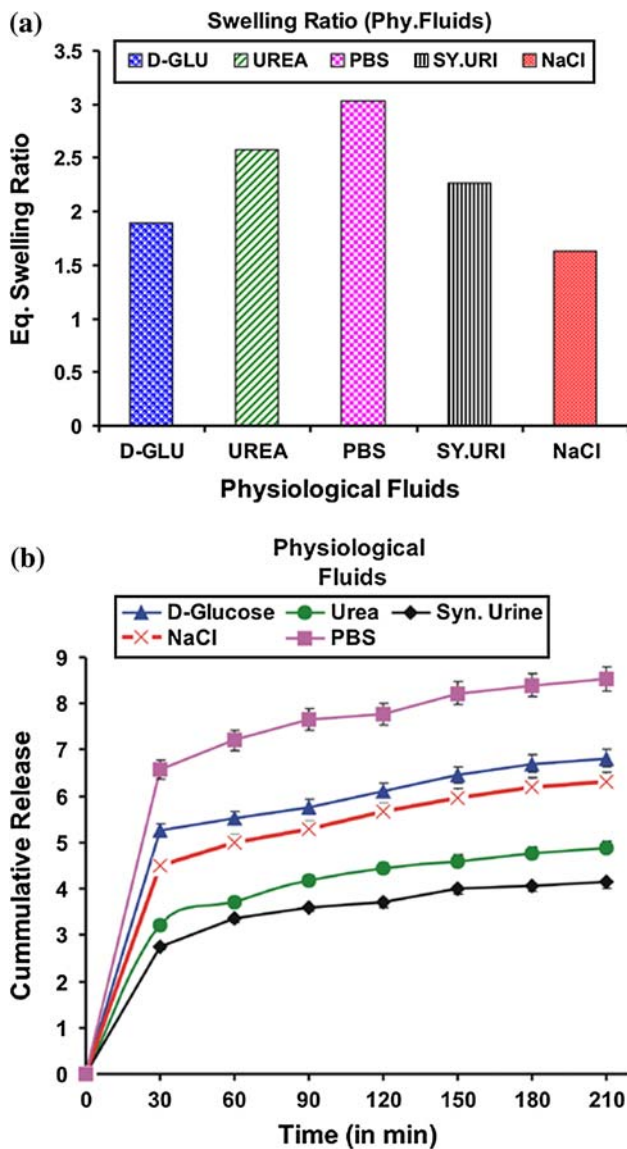 (a)
Swelling Ratio (Phy.Fluids)
D-GLU UREA PBS SY.URI NaCl
3.5
3
2.5
2
1.5
1
0.5
0
Eq. Swelling Ratio
D-GLU UREA PBS SY.URI NaCl
Physiological Fluids
(b)
Physiological
Fluids
D-Glucose Urea Syn. Urine
NaCl PBS
9
8
7
6
5
4
3
2
1
0
Cummulative Release
0 30 60 90 120 150 180 210
Time (in min)